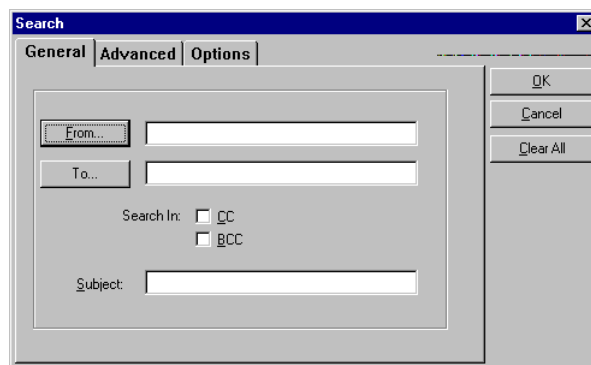 Search
General Advanced Options
OK
From...
Cancel
To...
Clear All
Search In: CC
BCC
Subject: